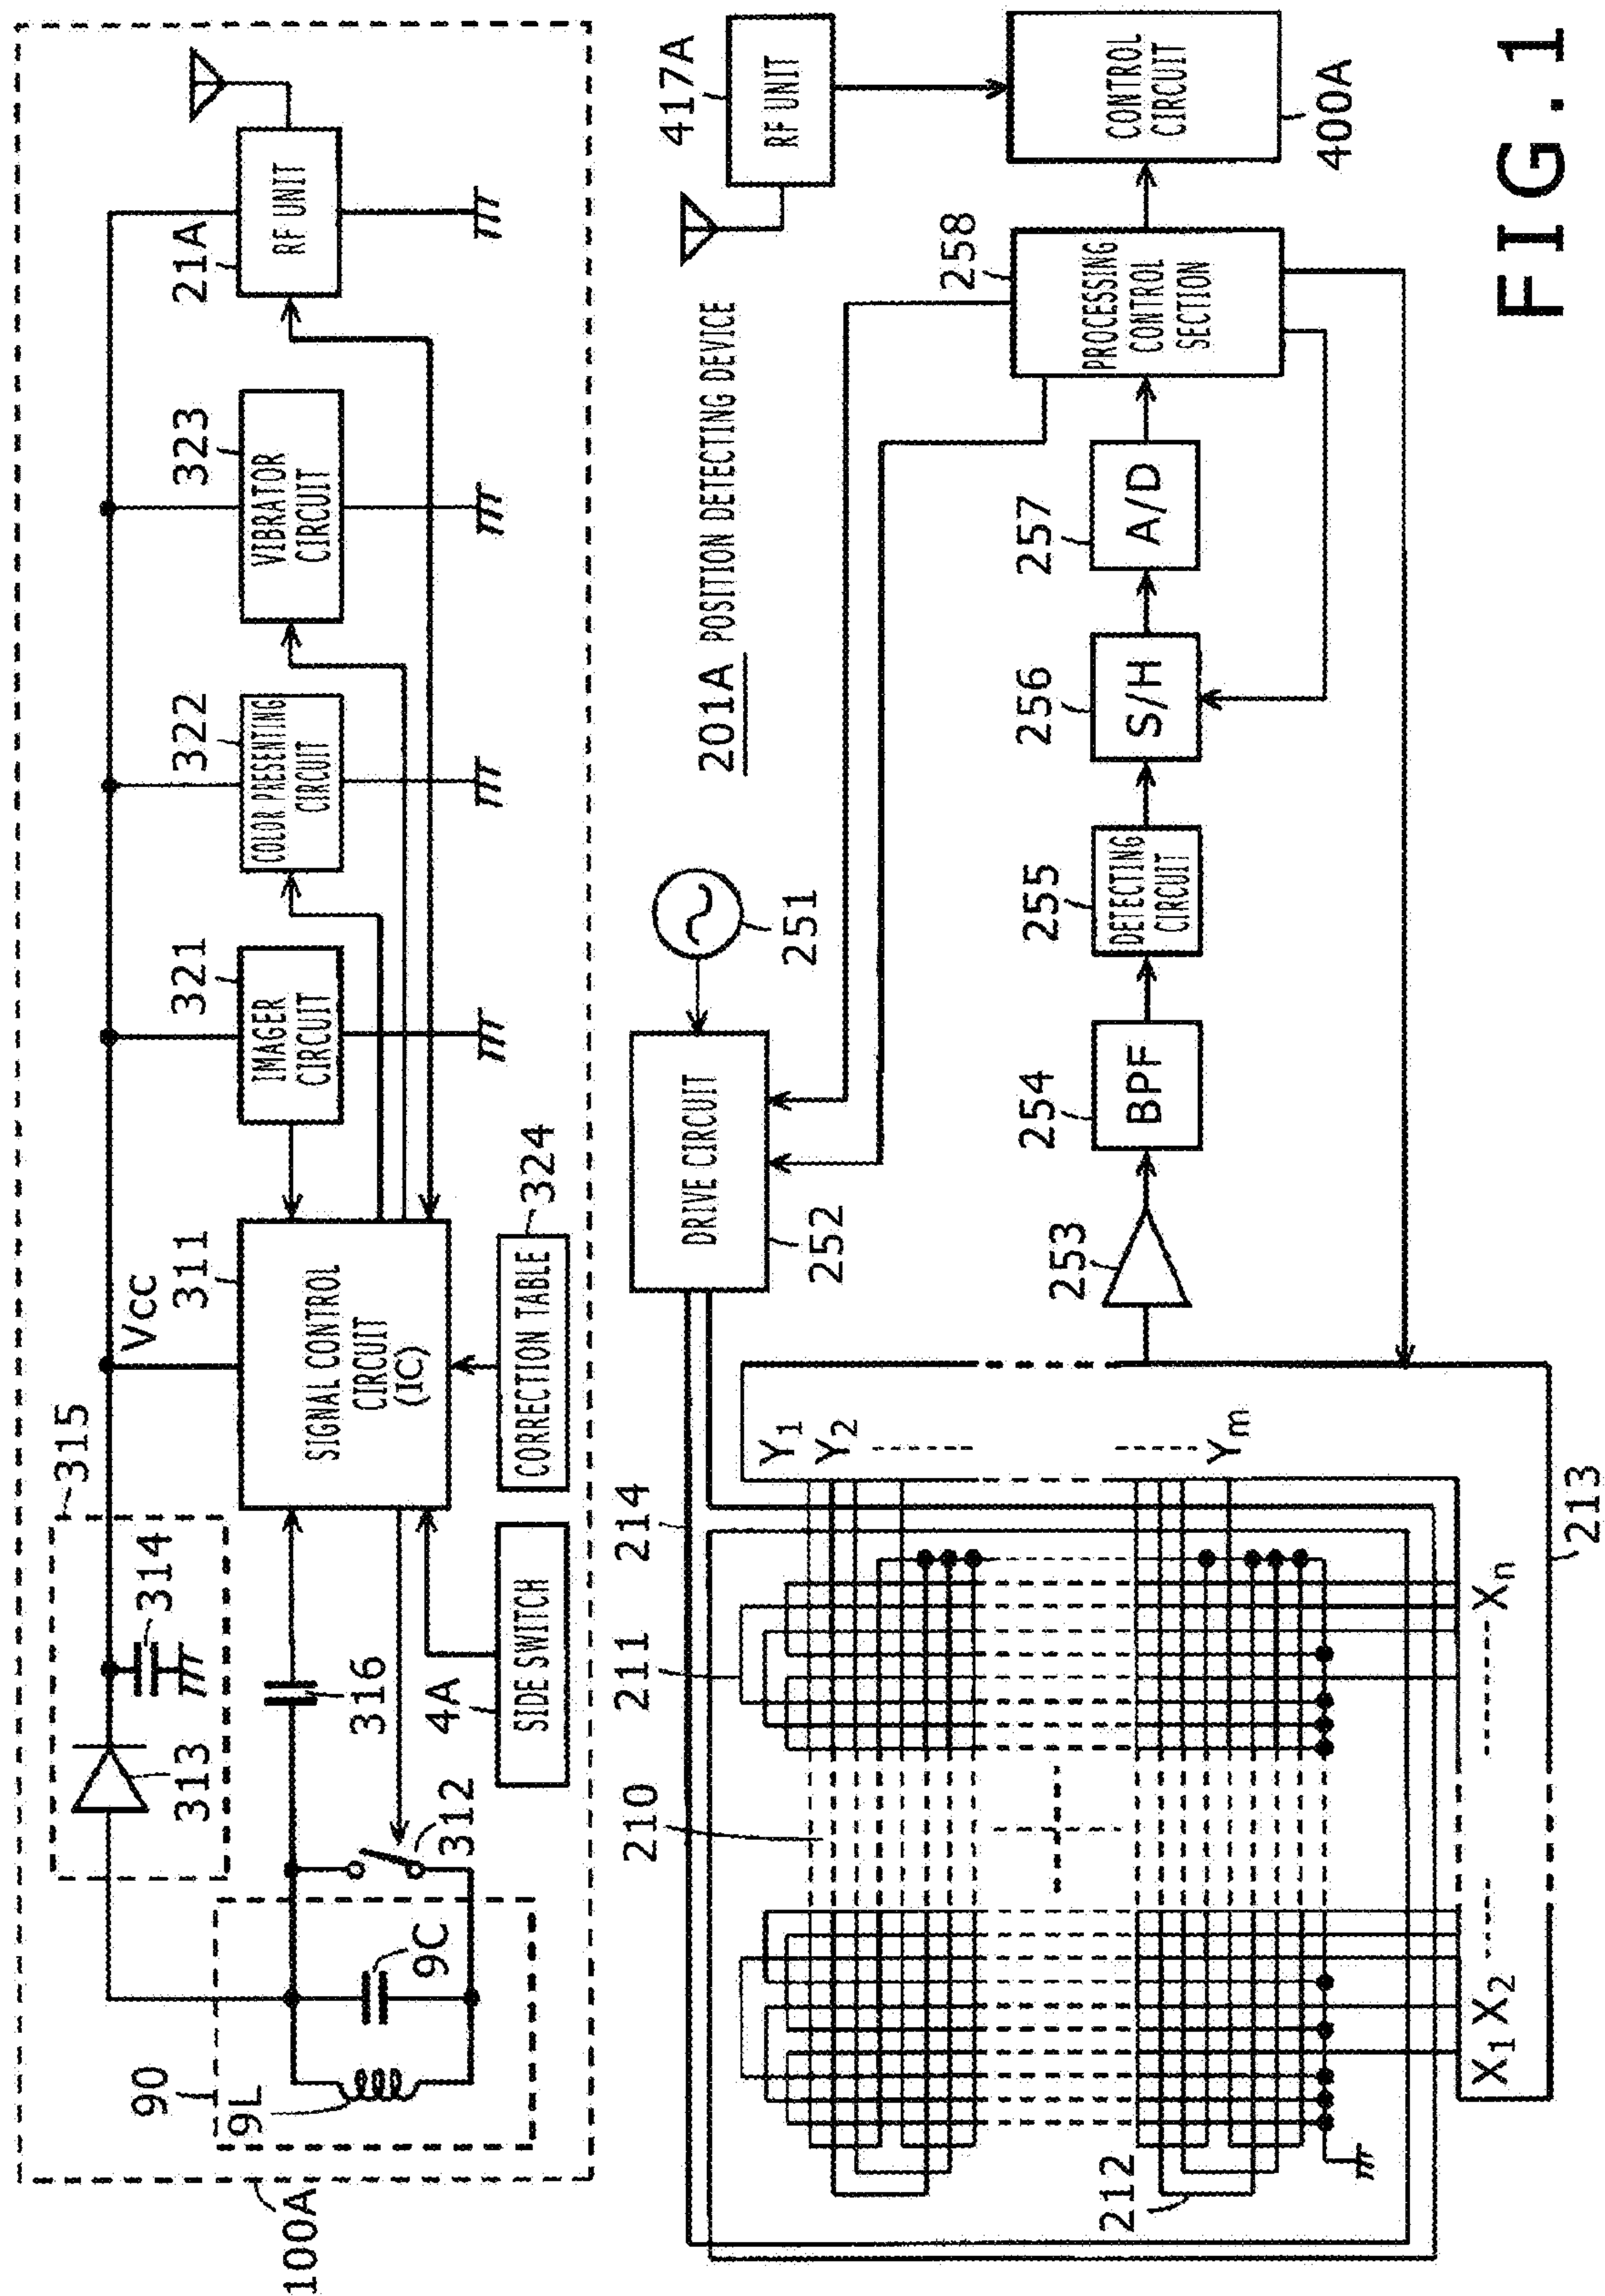 100A
90
9L
9C
315
313
314
316
312
4A
SIDE SWITCH
Vcc
311
SIGNAL CONTROL
CIRCUIT
(IC)
324
CORRECTION TABLE
321
IMAGER
CIRCUIT
322
COLOR PRESENTING
CIRCUIT
323
VIBRATOR
CIRCUIT
21A
RF UNIT
201A POSITION DETECTING DEVICE
417A
RF UNIT
CONTROL
CIRCUIT
400A
258
PROCESSING
CONTROL
SECTION
251
DRIVE CIRCUIT
252
253
254
BPF
255
DETECTING
CIRCUIT
256
S/H
257
A/D
210
211
214
212
213
Y1
Y2
Ym
X1 X2
Xn
FIG.1